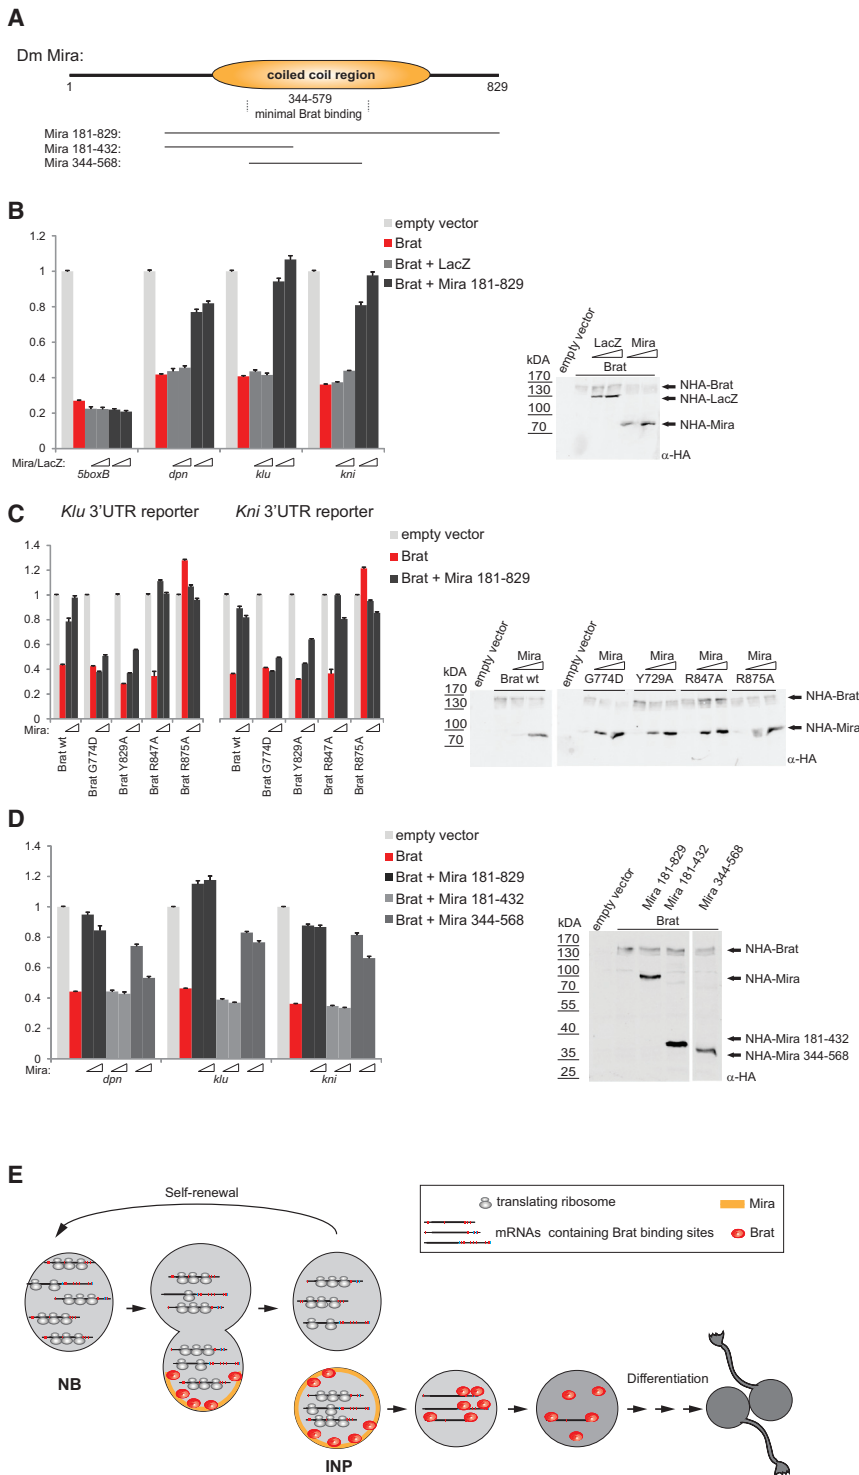 A
Dm Mira:
coiled coil region
1
829
344-579
minimal Brat binding
Mira 181-829:
Mira 181-432:
Mira 344-568:
B
empty vector
Brat
Brat + LacZ
Brat + Mira 181-829
1.2
1
0.8
0.6
0.4
0.2
0
Mira/LacZ:
5boxB
dpn
klu
kni
empty vector
LacZ
Mira
Brat
kDA
170
130
100
70
NHA-Brat
NHA-LacZ
NHA-Mira
α-HA
C
Klu 3'UTR reporter
Kni 3'UTR reporter
empty vector
Brat
Brat + Mira 181-829
1.4
1.2
1
0.8
0.6
0.4
0.2
0
Mira:
Brat wt
Brat G774D
Brat Y829A
Brat R847A
Brat R875A
Brat wt
Brat G774D
Brat Y829A
Brat R847A
Brat R875A
empty vector
Mira
Brat wt
empty vector
Mira
G774D
Mira
Y729A
Mira
R847A
Mira
R875A
kDA
170
130
100
70
NHA-Brat
NHA-Mira
α-HA
D
empty vector
Brat
Brat + Mira 181-829
Brat + Mira 181-432
Brat + Mira 344-568
1.4
1.2
1
0.8
0.6
0.4
0.2
0
Mira:
dpn
klu
kni
empty vector
Mira 181-829
Mira 181-432
Mira 344-568
Brat
kDA
170
130
100
70
55
40
35
25
NHA-Brat
NHA-Mira
NHA-Mira 181-432
NHA-Mira 344-568
α-HA
E
Self-renewal
translating ribosome
Mira
mRNAs containing Brat binding sites
Brat
NB
INP
Differentiation